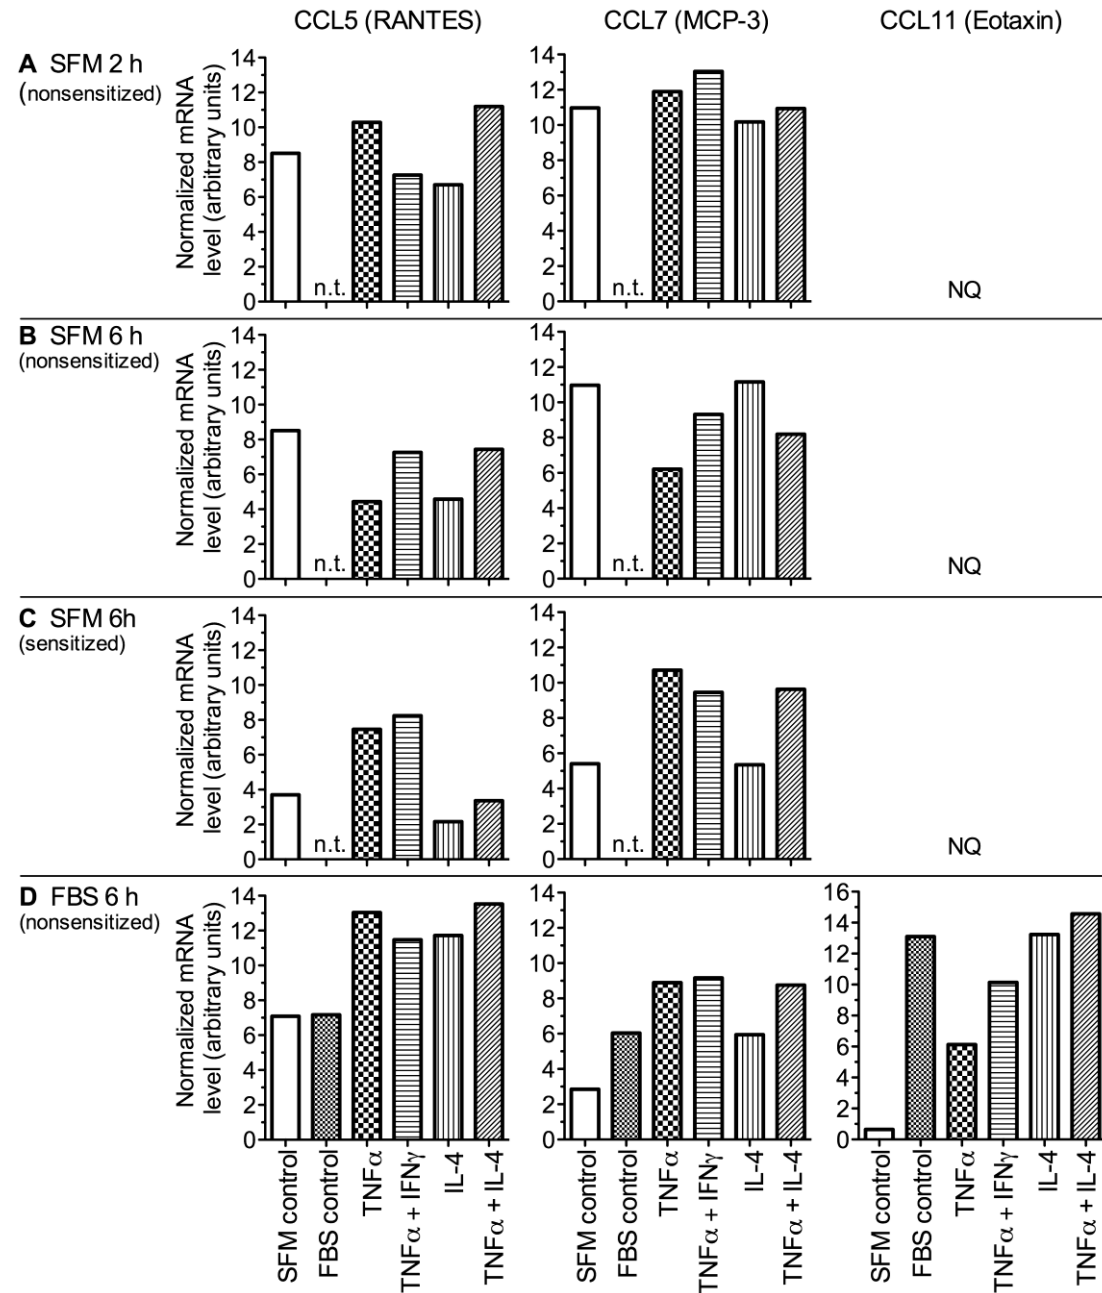 CCL5 (RANTES) CCL7 (MCP-3) CCL11 (Eotaxin)
A SFM 2 h
(nonsensitized)
Normalized mRNA
level (arbitrary units)
14
12
10
8
6
4
2
0
n.t.
14
12
10
8
6
4
2
0
n.t.
NQ
B SFM 6 h
(nonsensitized)
Normalized mRNA
level (arbitrary units)
14
12
10
8
6
4
2
0
n.t.
14
12
10
8
6
4
2
0
n.t.
NQ
C SFM 6h
(sensitized)
Normalized mRNA
level (arbitrary units)
14
12
10
8
6
4
2
0
n.t.
14
12
10
8
6
4
2
0
n.t.
NQ
D FBS 6 h
(nonsensitized)
Normalized mRNA
level (arbitrary units)
14
12
10
8
6
4
2
0
14
12
10
8
6
4
2
0
16
14
12
10
8
6
4
2
0
SFM control
FBS control
TNFα
TNFα + IFNγ
IL-4
TNFα + IL-4
SFM control
FBS control
TNFα
TNFα + IFNγ
IL-4
TNFα + IL-4
SFM control
FBS control
TNFα
TNFα + IFNγ
IL-4
TNFα + IL-4